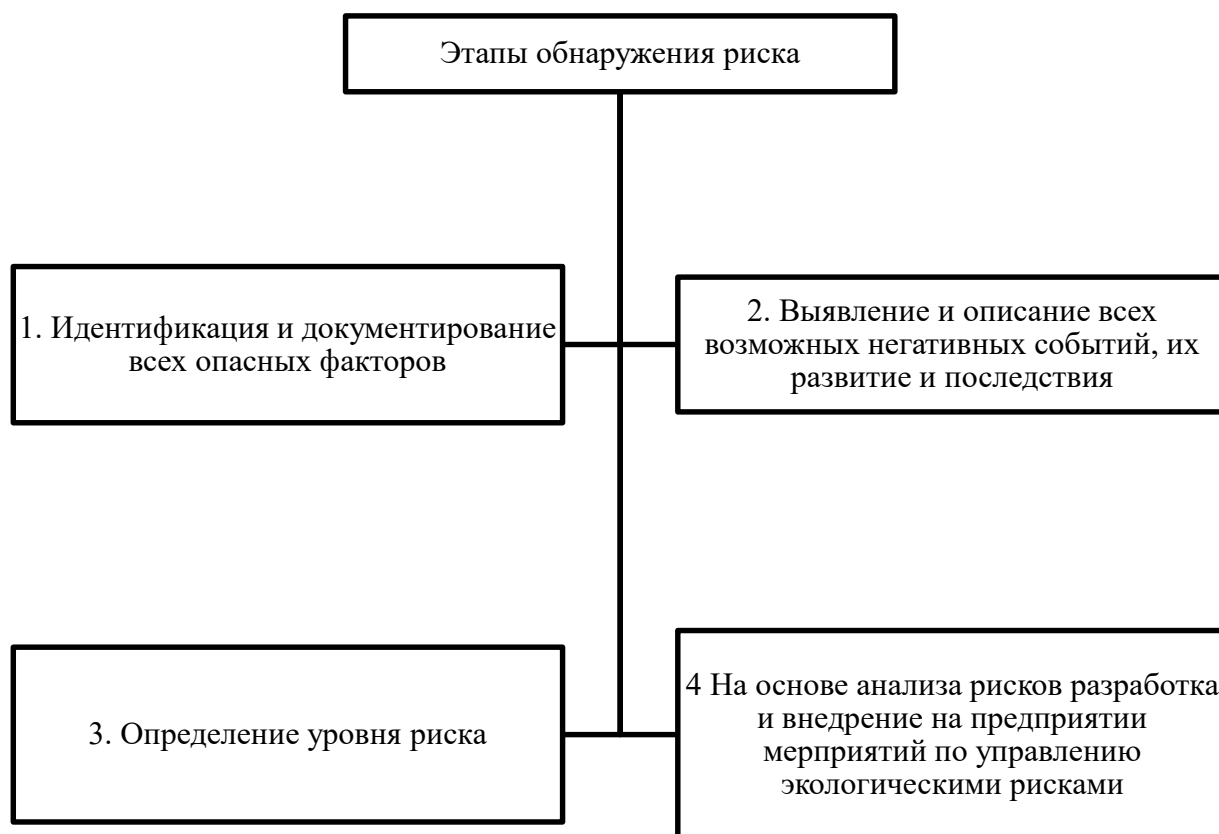 Этапы обнаружения риска
1. Идентификация и документирование
всех опасных факторов
2. Выявление и описание всех
возможных негативных событий, их
развитие и последствия
3. Определение уровня риска
4 На основе анализа рисков разработка
и внедрение на предприятии
мерприятий по управлению
экологическими рисками